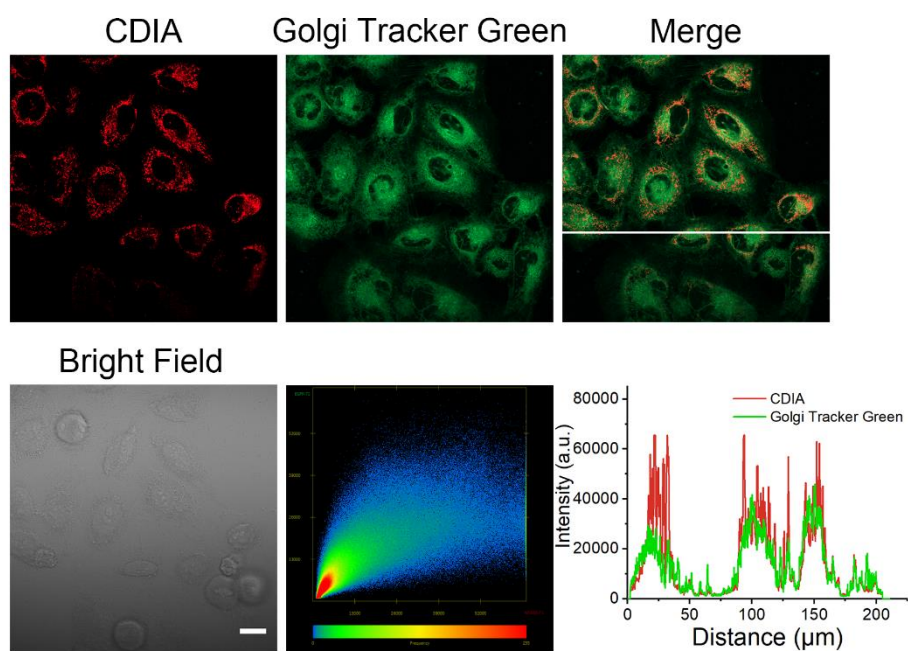 CDIA Golgi Tracker Green Merge
Bright Field
CDIA
Golgi Tracker Green
Intensity (a.u.)
80000
60000
40000
20000
0
0 50 100 150 200
Distance (µm)
Frequency